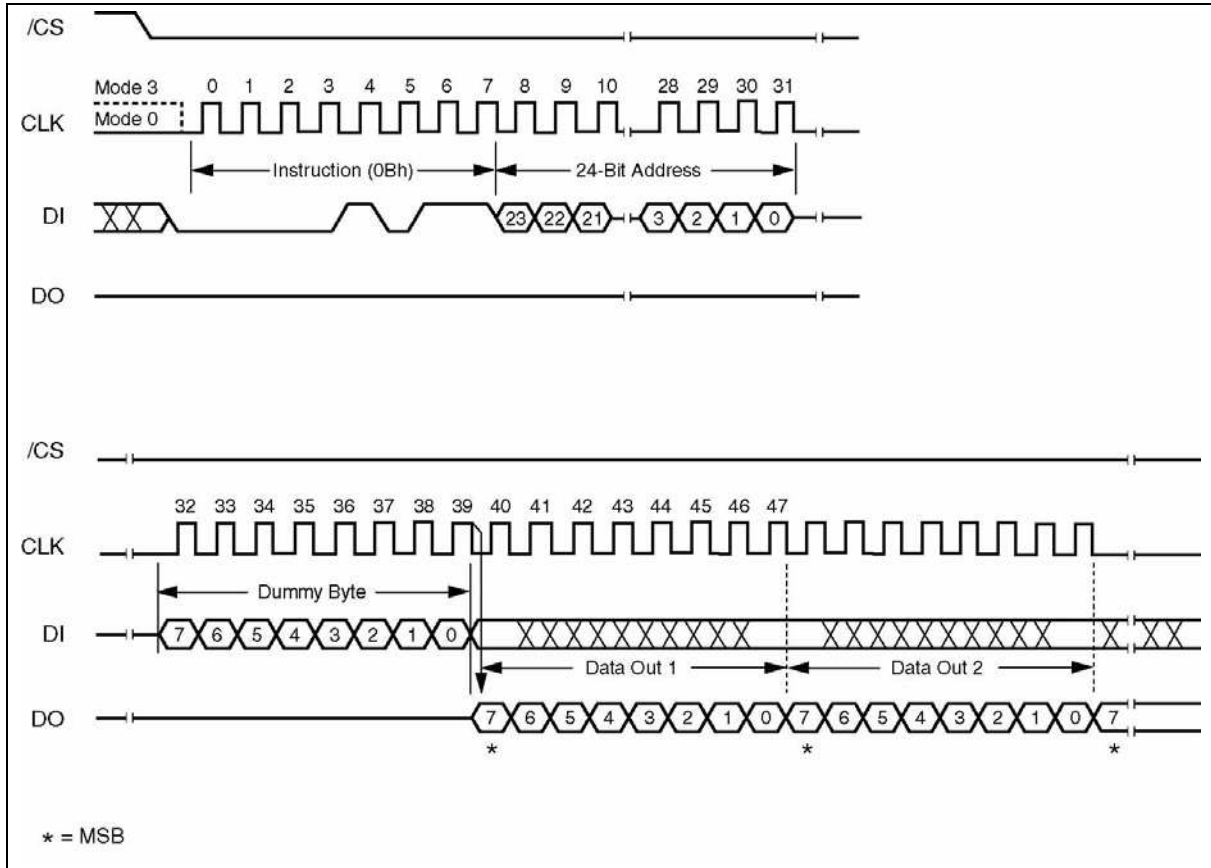 /CS
Mode 3 0 1 2 3 4 5 6 7 8 9 10 28 29 30 31
CLK Mode 0
Instruction (0Bh) 24-Bit Address
DI 23 22 21 3 2 1 0
DO
/CS
32 33 34 35 36 37 38 39 40 41 42 43 44 45 46 47
CLK
Dummy Byte
DI 7 6 5 4 3 2 1 0
Data Out 1 Data Out 2
DO 7 6 5 4 3 2 1 0 7 6 5 4 3 2 1 0 7
* * *
* = MSB